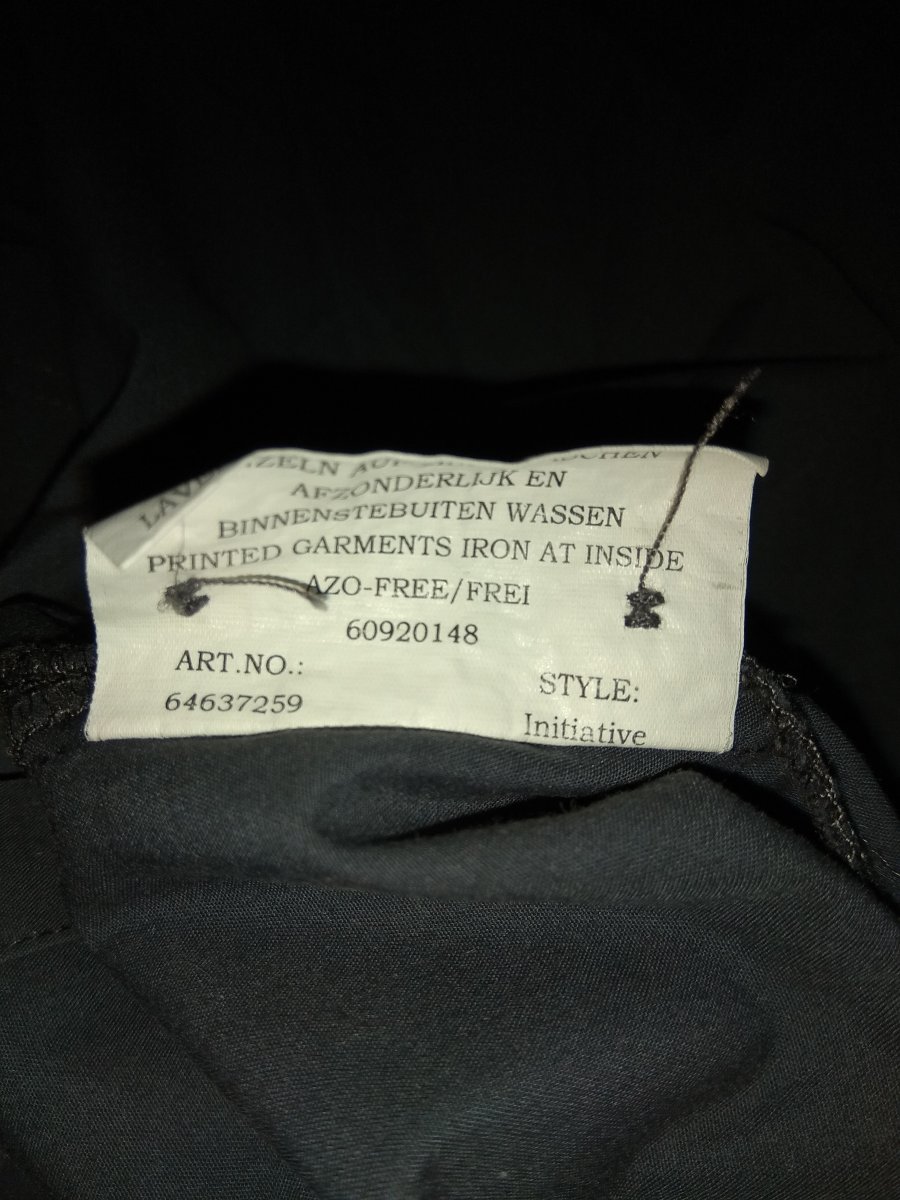 AFZONDERLIJK EN
BINNENSTEBUITEN WASSEN
PRINTED GARMENTS IRON AT INSIDE
AZO-FREE/FREI
60920148
ART.NO.:
64637259
STYLE:
Initiative